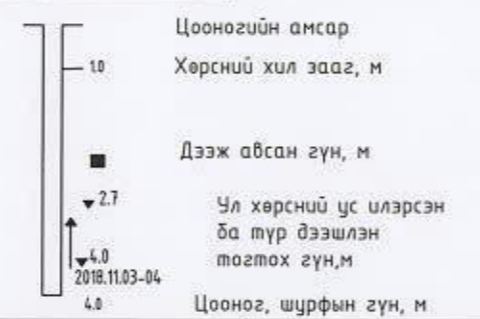 Цооногийн амсар
1.0 Хөрсний хил зааг, м
Дээж авсан гүн, м
2.7
Ул хөрсний ус илэрсэн
ба түр дээшлэн
4.0 тогтох гүн,м
2018.11.03-04
4.0 Цооног, шурфын гүн, м